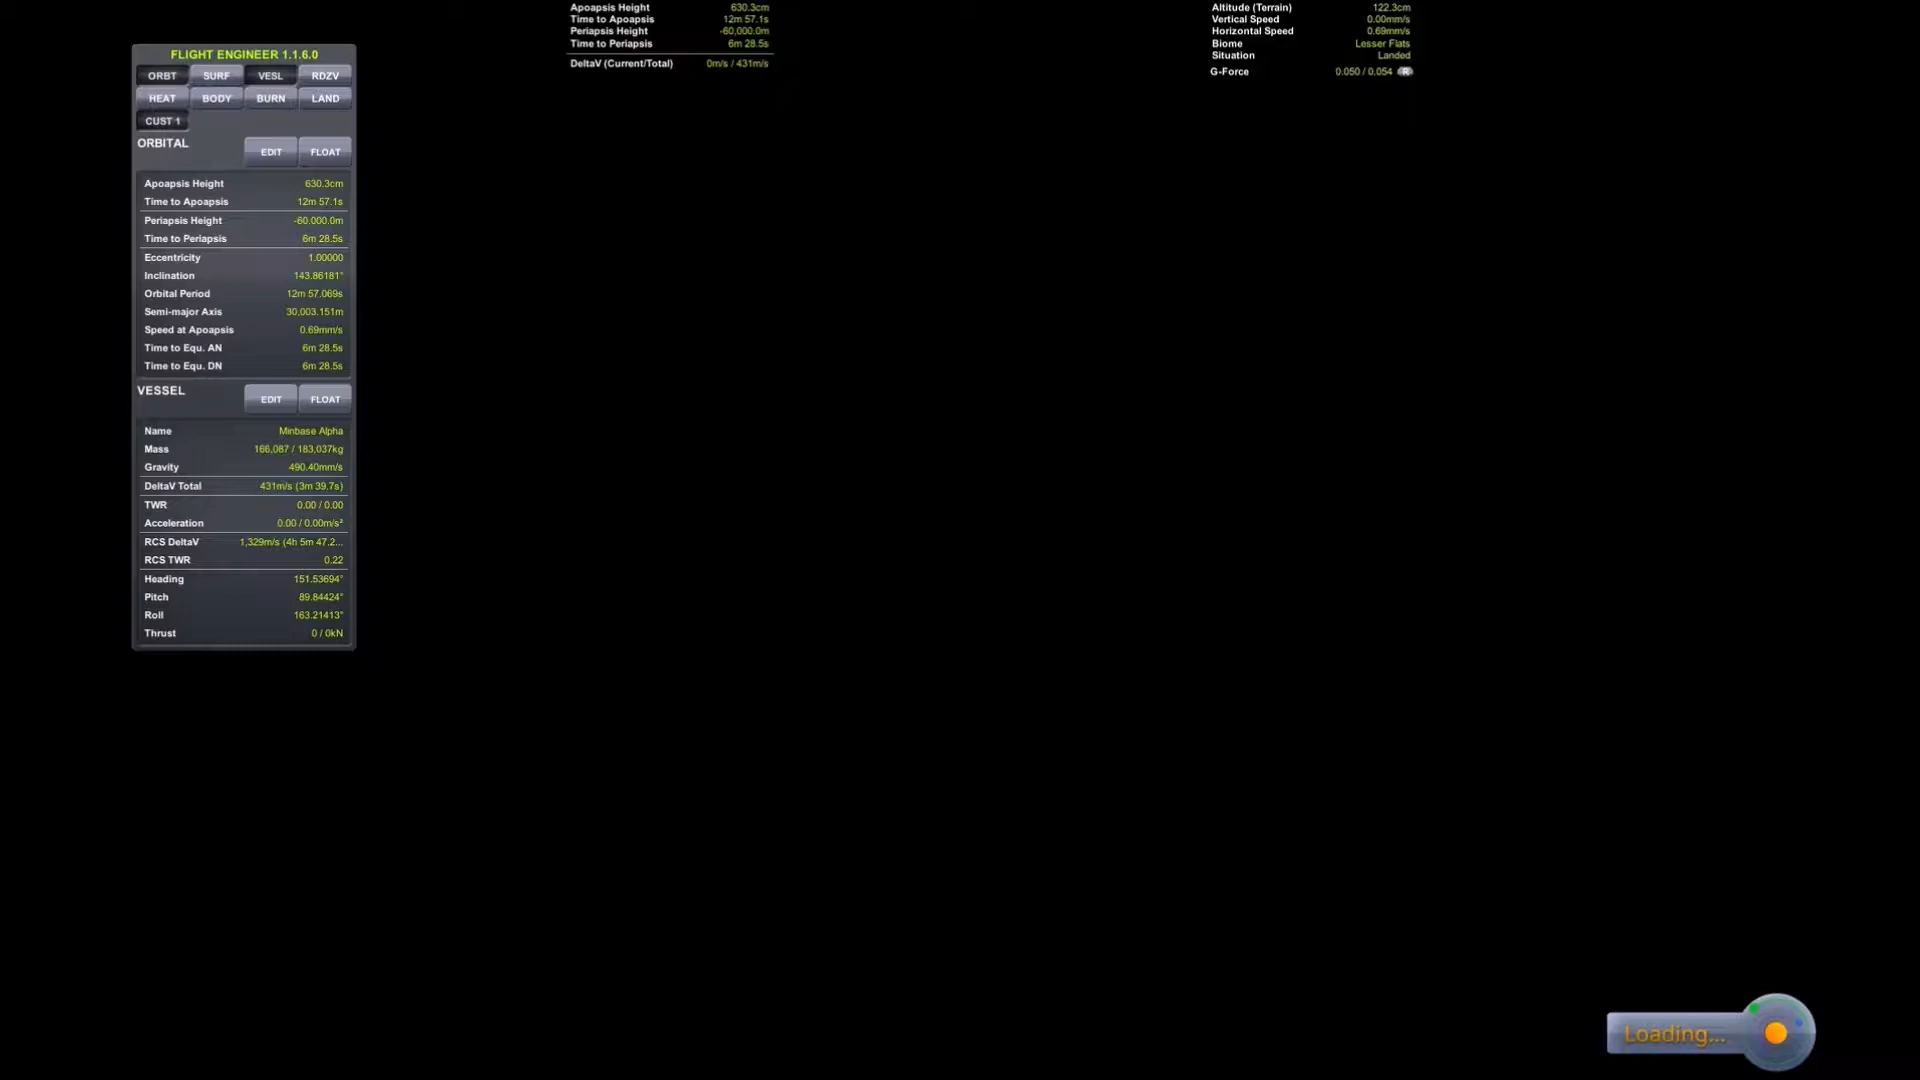 Apoapsis Height 630.3cm
Time to Apoapsis 12m 57.1s
Periapsis Height -60,000.0m
Time to Periapsis 6m 28.5s
DeltaV (Current/Total) 0m/s / 431m/s
Altitude (Terrain) 122.3cm
Vertical Speed 0.00mm/s
Horizontal Speed 0.69mm/s
Biome Lesser Flats
Situation Landed
G-Force 0.050 / 0.054 R
FLIGHT ENGINEER 1.1.6.0
ORBT SURF VESL RDZV
HEAT BODY BURN LAND
CUST 1
ORBITAL EDIT FLOAT
Apoapsis Height 630.3cm
Time to Apoapsis 12m 57.1s
Periapsis Height -60,000.0m
Time to Periapsis 6m 28.5s
Eccentricity 1.00000
Inclination 143.86181°
Orbital Period 12m 57.069s
Semi-major Axis 30,003.151m
Speed at Apoapsis 0.69mm/s
Time to Equ. AN 6m 28.5s
Time to Equ. DN 6m 28.5s
VESSEL EDIT FLOAT
Name Minbase Alpha
Mass 166,087 / 183,037kg
Gravity 490.40mm/s
DeltaV Total 431m/s (3m 39.7s)
TWR 0.00 / 0.00
Acceleration 0.00 / 0.00m/s²
RCS DeltaV 1,329m/s (4h 5m 47.2...
RCS TWR 0.22
Heading 151.53694°
Pitch 89.84424°
Roll 163.21413°
Thrust 0 / 0kN
Loading...